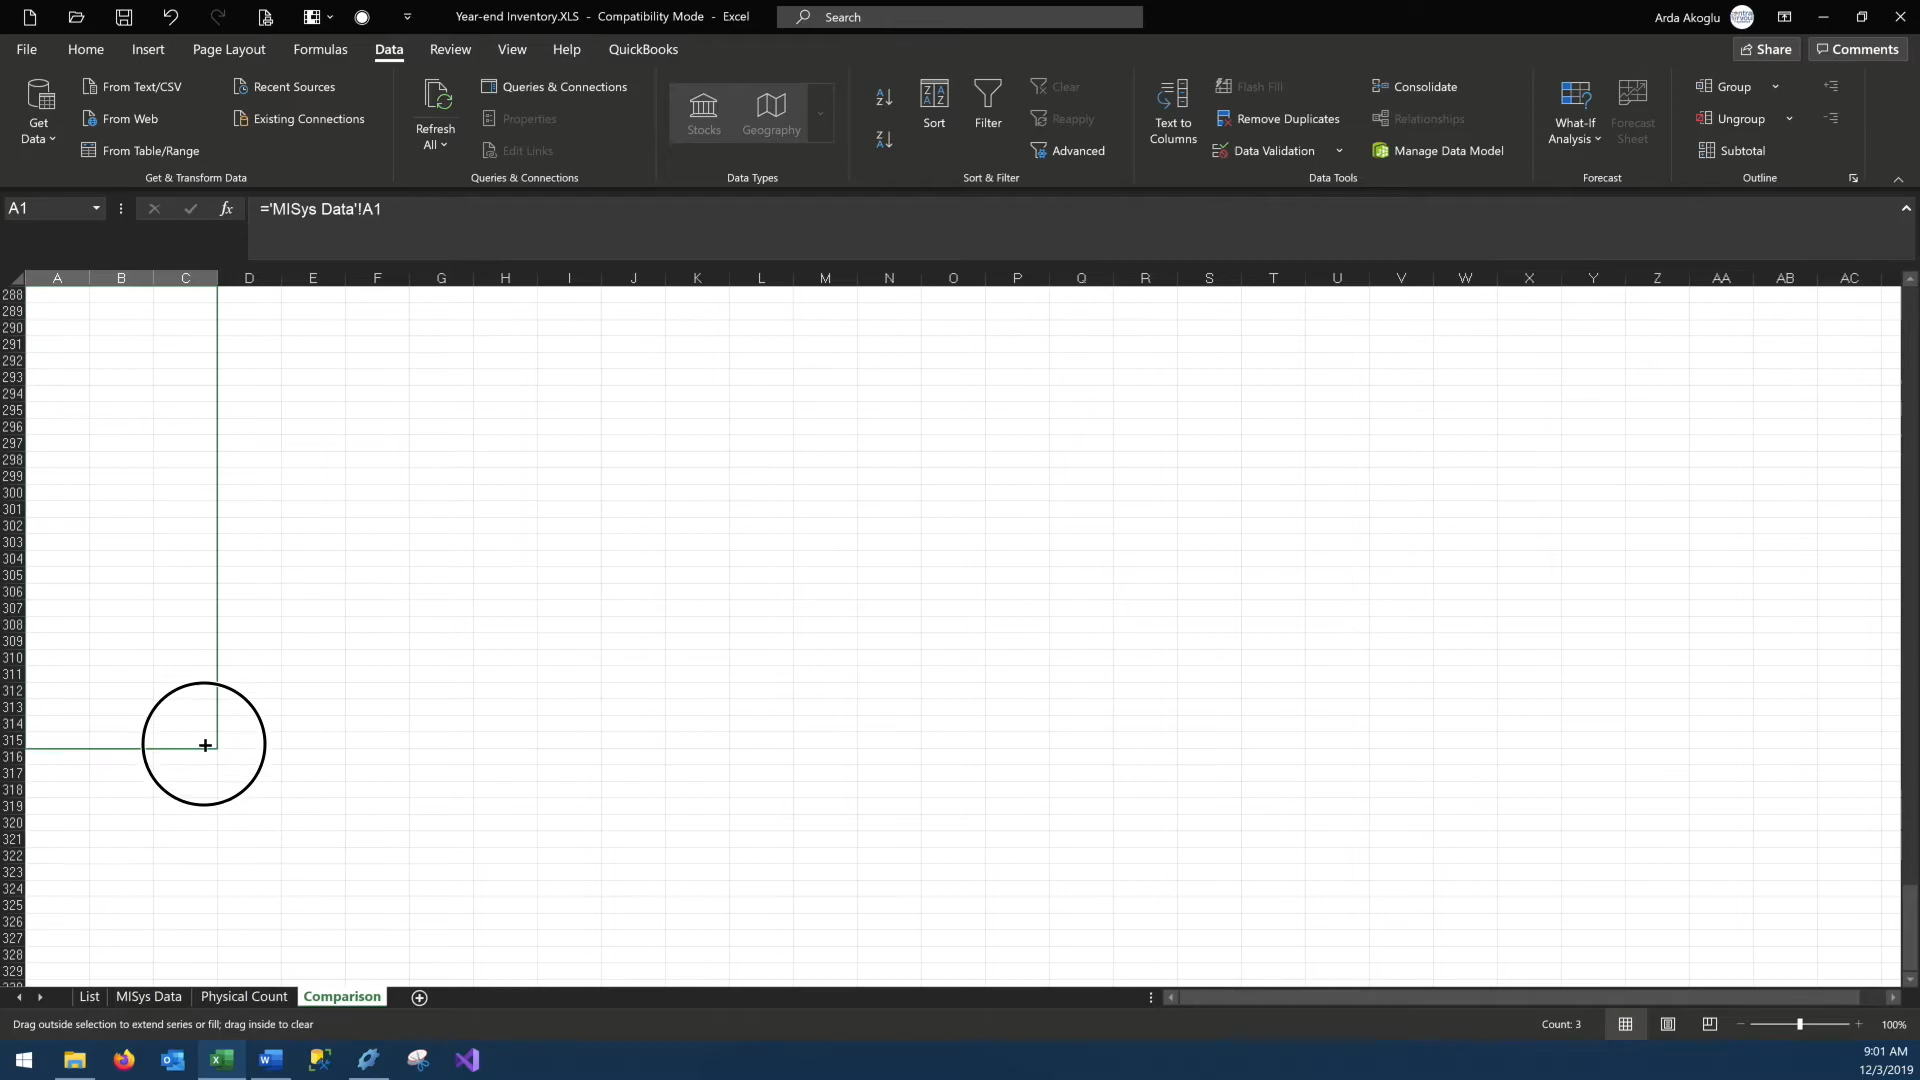 Year-end Inventory.XLS - Compatibility Mode - Excel
Search
Arda Akoglu
File Home Insert Page Layout Formulas Data Review View Help QuickBooks
Share Comments
Get Data
From Text/CSV
From Web
From Table/Range
Recent Sources
Existing Connections
Get & Transform Data
Refresh All
Queries & Connections
Properties
Edit Links
Queries & Connections
Stocks
Geography
Data Types
Sort
Filter
Clear
Reapply
Advanced
Sort & Filter
Text to Columns
Flash Fill
Remove Duplicates
Data Validation
Consolidate
Relationships
Manage Data Model
Data Tools
What-If Analysis
Forecast Sheet
Forecast
Group
Ungroup
Subtotal
Outline
A1
fx
='MISys Data'!A1
A B C D E F G H I J K L M N O P Q R S T U V W X Y Z AA AB AC
288
289
290
291
292
293
294
295
296
297
298
299
300
301
302
303
304
305
306
307
308
309
310
311
312
313
314
315
316
317
318
319
320
321
322
323
324
325
326
327
328
329
List MISys Data Physical Count Comparison
Drag outside selection to extend series or fill; drag inside to clear
Count: 3
100%
9:01 AM
12/3/2019